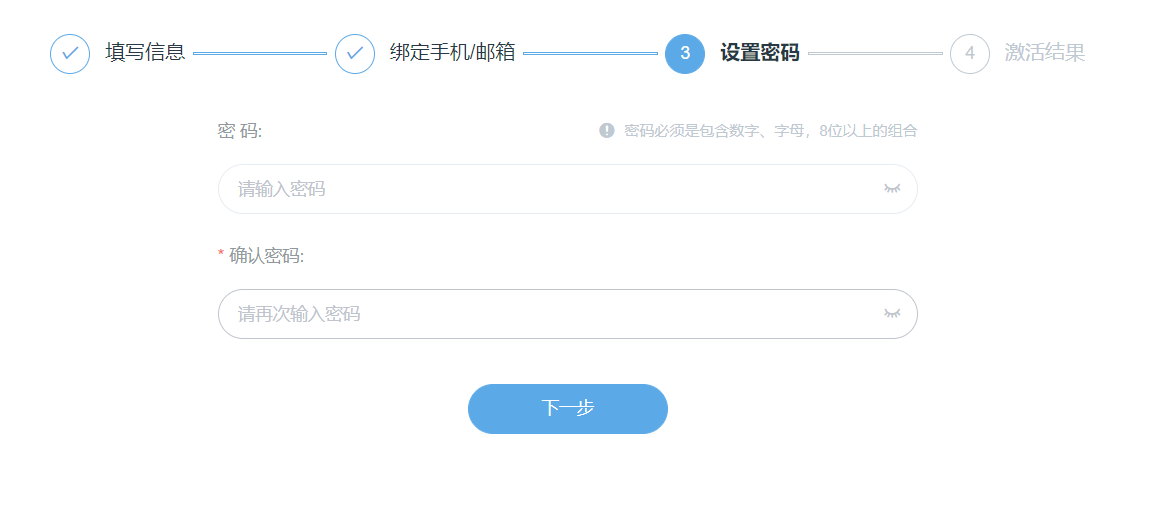 填写信息 绑定手机/邮箱 3 设置密码 4 激活结果
密 码: 密码必须是包含数字、字母，8位以上的组合
请输入密码
* 确认密码:
请再次输入密码
下一步